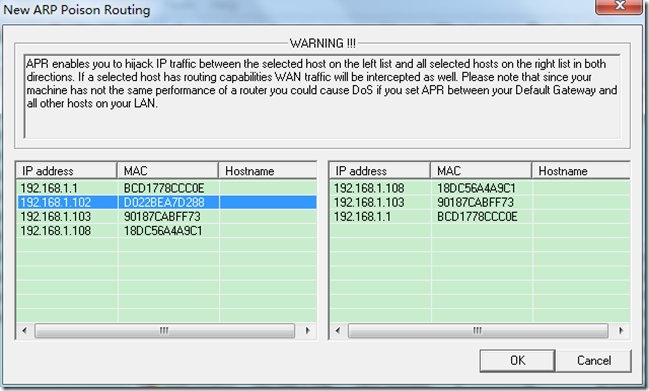 New ARP Poison Routing
WARNING !!!
APR enables you to hijack IP traffic between the selected host on the left list and all selected hosts on the right list in both
directions. If a selected host has routing capabilities WAN traffic will be intercepted as well. Please note that since your
machine has not the same performance of a router you could cause DoS if you set APR between your Default Gateway and
all other hosts on your LAN.
IP address MAC Hostname
192.168.1.1 BCD1778CCC0E
192.168.1.102 D022BEA7D288
192.168.1.103 90187CABFF73
192.168.1.108 18DC56A4A9C1
IP address MAC Hostname
192.168.1.108 18DC56A4A9C1
192.168.1.103 90187CABFF73
192.168.1.1 BCD1778CCC0E
OK Cancel